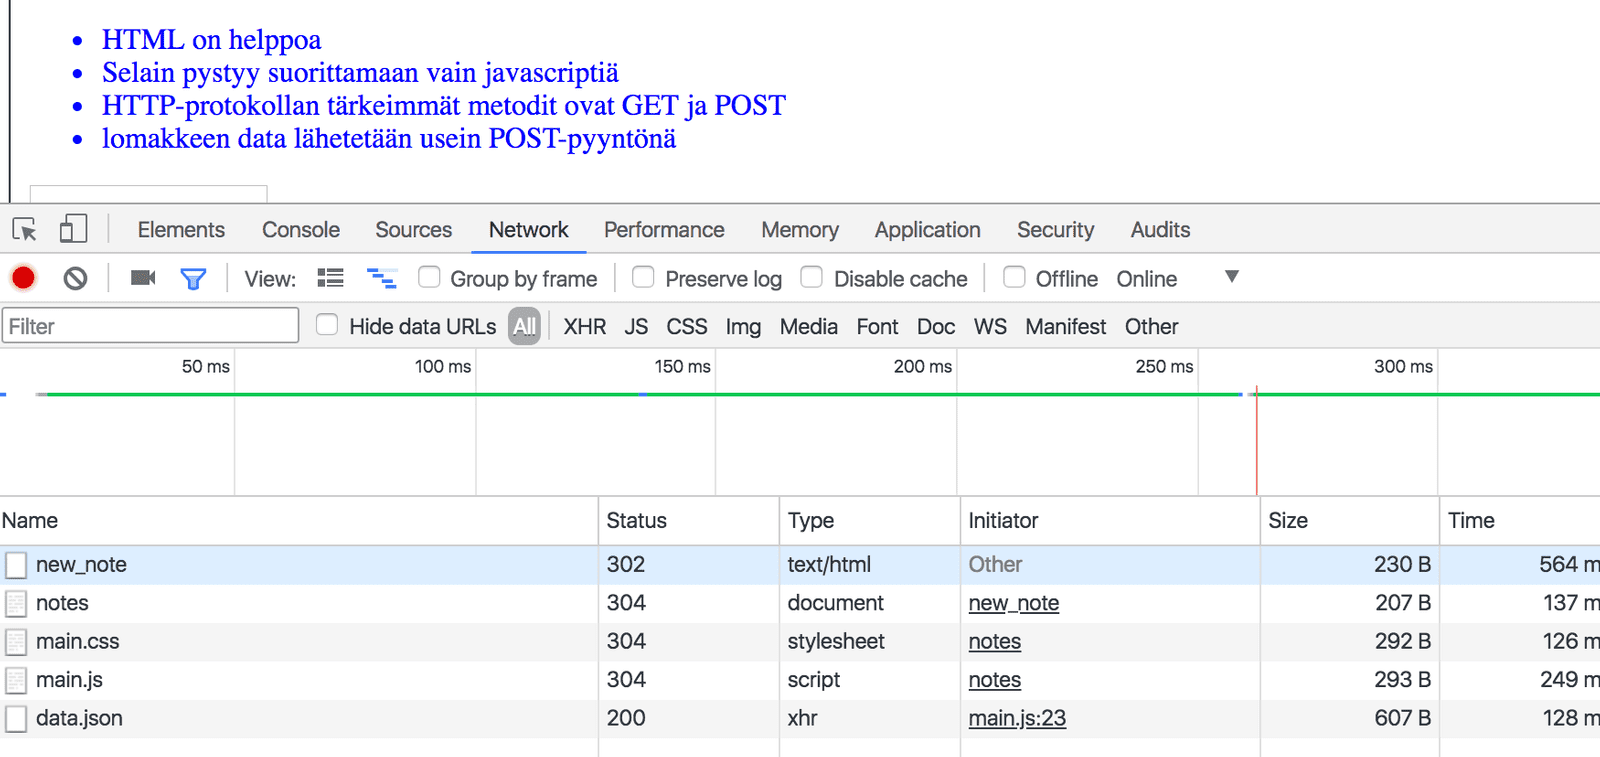 HTML on helppoa
Selain pystyy suorittamaan vain javascriptiä
HTTP-protokollan tärkeimmät metodit ovat GET ja POST
lomakkeen data lähetetään usein POST-pyyntönä
Elements Console Sources Network Performance Memory Application Security Audits
View: Group by frame Preserve log Disable cache Offline Online
Filter Hide data URLs All XHR JS CSS Img Media Font Doc WS Manifest Other
50 ms 100 ms 150 ms 200 ms 250 ms 300 ms
Name Status Type Initiator Size Time
new_note 302 text/html Other 230 B 564 m
notes 304 document new_note 207 B 137 m
main.css 304 stylesheet notes 292 B 126 m
main.js 304 script notes 293 B 249 m
data.json 200 xhr main.js:23 607 B 128 m